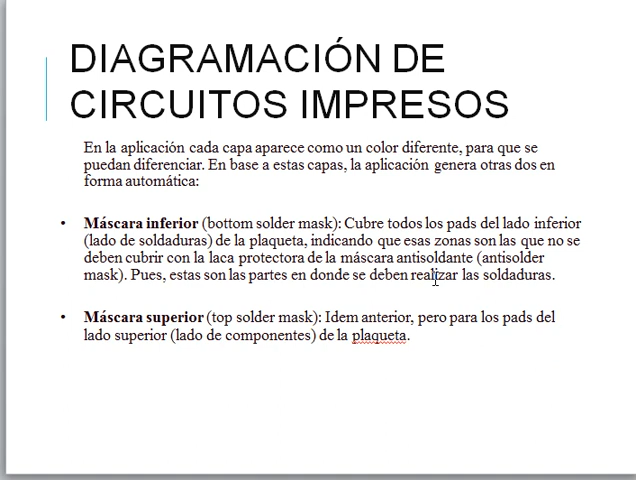 DIAGRAMACIÓN DE
CIRCUITOS IMPRESOS
En la aplicación cada capa aparece como un color diferente, para que se
puedan diferenciar. En base a estas capas, la aplicación genera otras dos en
forma automática:
• Máscara inferior (bottom solder mask): Cubre todos los pads del lado inferior
(lado de soldaduras) de la plaqueta, indicando que esas zonas son las que no se
deben cubrir con la laca protectora de la máscara antisoldante (antisolder
mask). Pues, estas son las partes en donde se deben realizar las soldaduras.
• Máscara superior (top solder mask): Idem anterior, pero para los pads del
lado superior (lado de componentes) de la plaqueta.